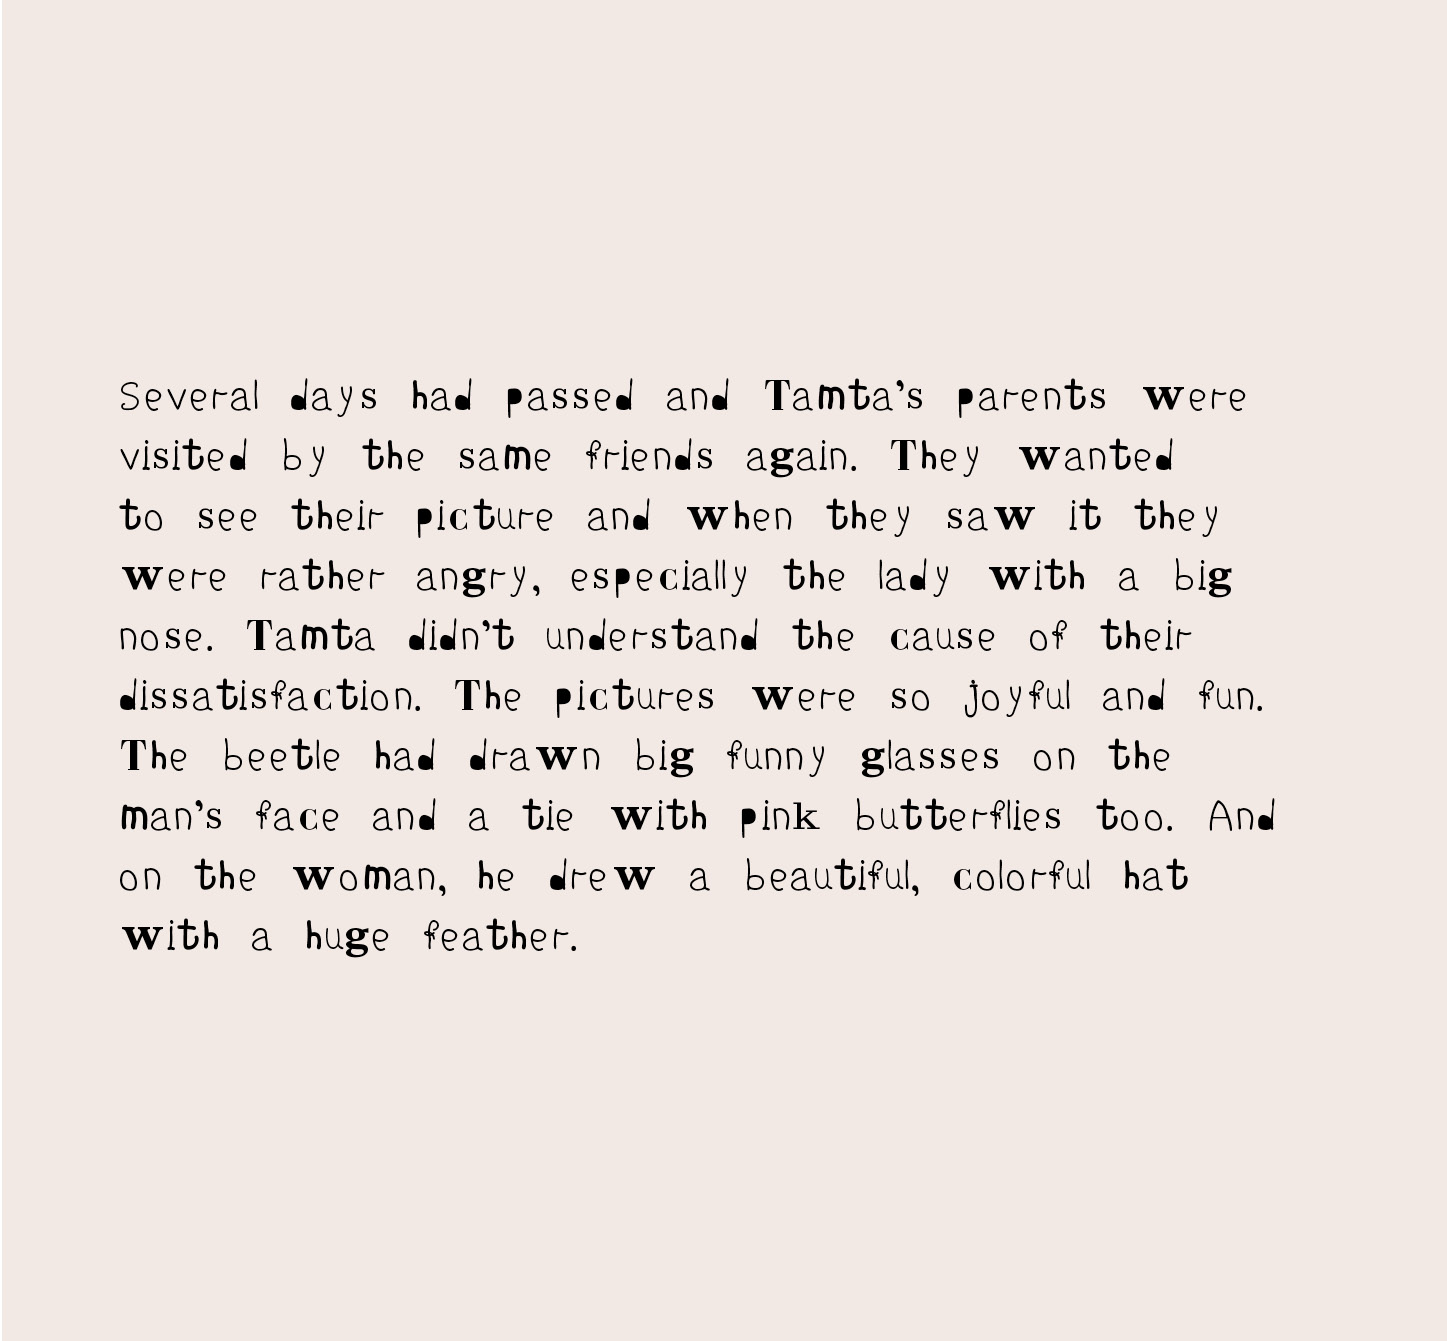 Several days had passed and Tamta’s parents were
visited by the same friends again. They wanted
to see their picture and when they saw it they
were rather angry, especially the lady with a big
nose. Tamta didn’t understand the cause of their
dissatisfaction. The pictures were so joyful and fun.
The beetle had drawn big funny glasses on the
man’s face and a tie with pink butterflies too. And
on the woman, he drew a beautiful, colorful hat
with a huge feather.